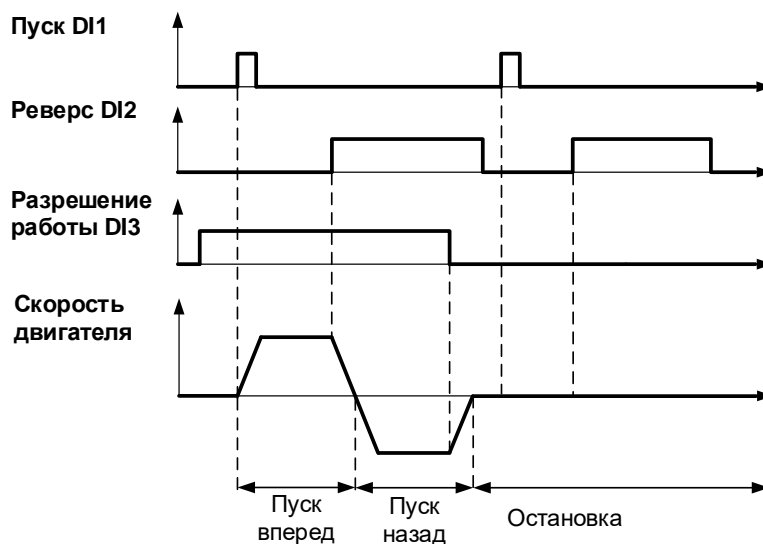 Пуск DI1
Реверс DI2
Разрешение
работы DI3
Скорость
двигателя
Пуск
вперед
Пуск
назад
Остановка